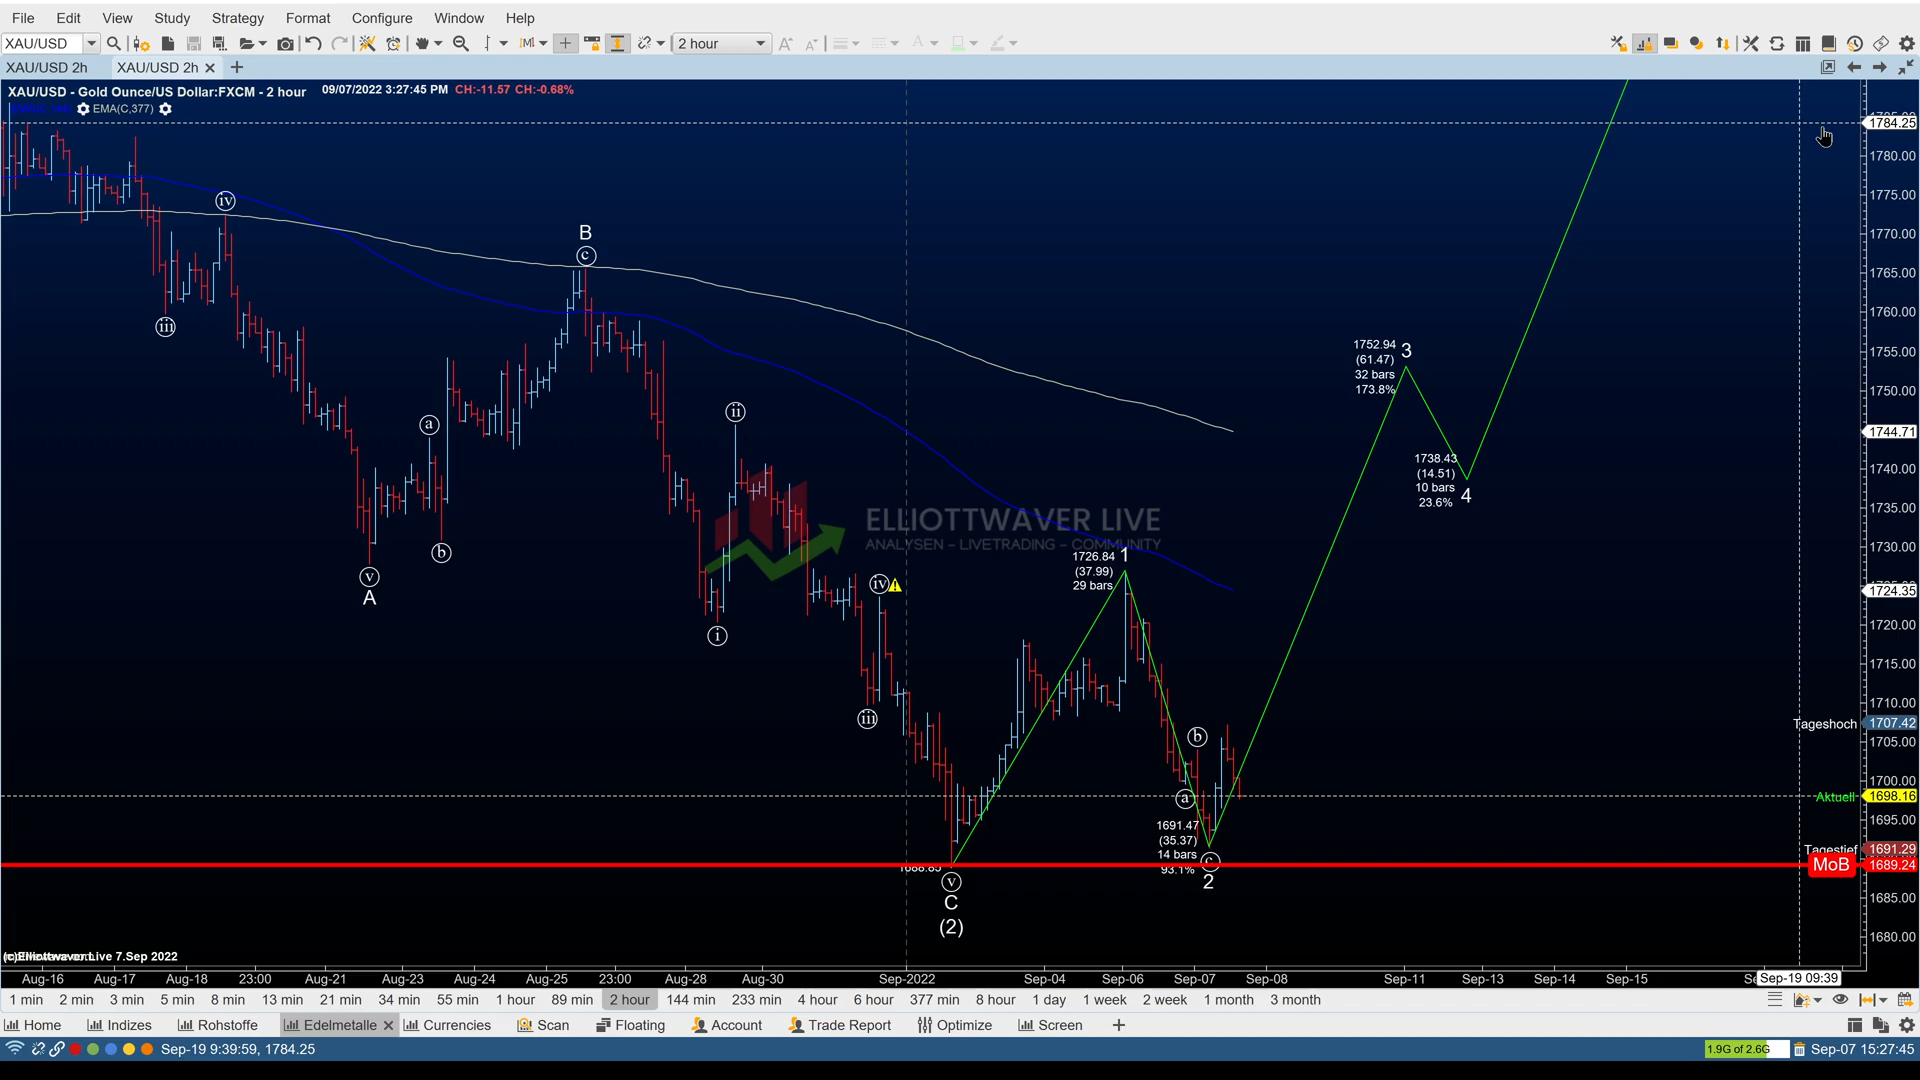 File Edit View Study Strategy Format Configure Window Help
XAU/USD 2 hour
XAU/USD 2h XAU/USD 2h
XAU/USD - Gold Ounce/US Dollar:FXCM - 2 hour 09/07/2022 3:27:45 PM CH:-11.57 CH:-0.68%
EMA(C,377)
1784.25
1780.00
1775.00
iv
1770.00
B
c
1765.00
1760.00
iii
1752.94 3
(61.47)
32 bars
173.8%
1755.00
1750.00
ii
a
1744.71
1738.43
(14.51)
10 bars
23.6% 4
1740.00
1735.00
ELLIOTTWAVER LIVE
ANALYSEN – LIVETRADING – COMMUNITY
b
1730.00
1726.84 1
(37.99)
29 bars
v
A
iv
1724.35
1720.00
i
1715.00
iii
1710.00
b
Tageshoch 1707.42
1705.00
1700.00
a
Aktuell 1698.16
1691.47
(35.37)
14 bars
93.1%
c
2
1695.00
Tagestief 1691.29
MoB 1689.24
v
C
(2)
1685.00
1680.00
Live 7.Sep 2022
Aug-16 Aug-17 Aug-18 23:00 Aug-21 Aug-23 Aug-24 Aug-25 23:00 Aug-28 Aug-30 Sep-2022 Sep-04 Sep-06 Sep-07 Sep-08 Sep-11 Sep-13 Sep-14 Sep-15 Sep-19 09:39
1 min 2 min 3 min 5 min 8 min 13 min 21 min 34 min 55 min 1 hour 89 min 2 hour 144 min 233 min 4 hour 6 hour 377 min 8 hour 1 day 1 week 2 week 1 month 3 month
Home Indizes Rohstoffe Edelmetalle Currencies Scan Floating Account Trade Report Optimize Screen
Sep-19 9:39:59, 1784.25 1.9G of 2.6G Sep-07 15:27:45